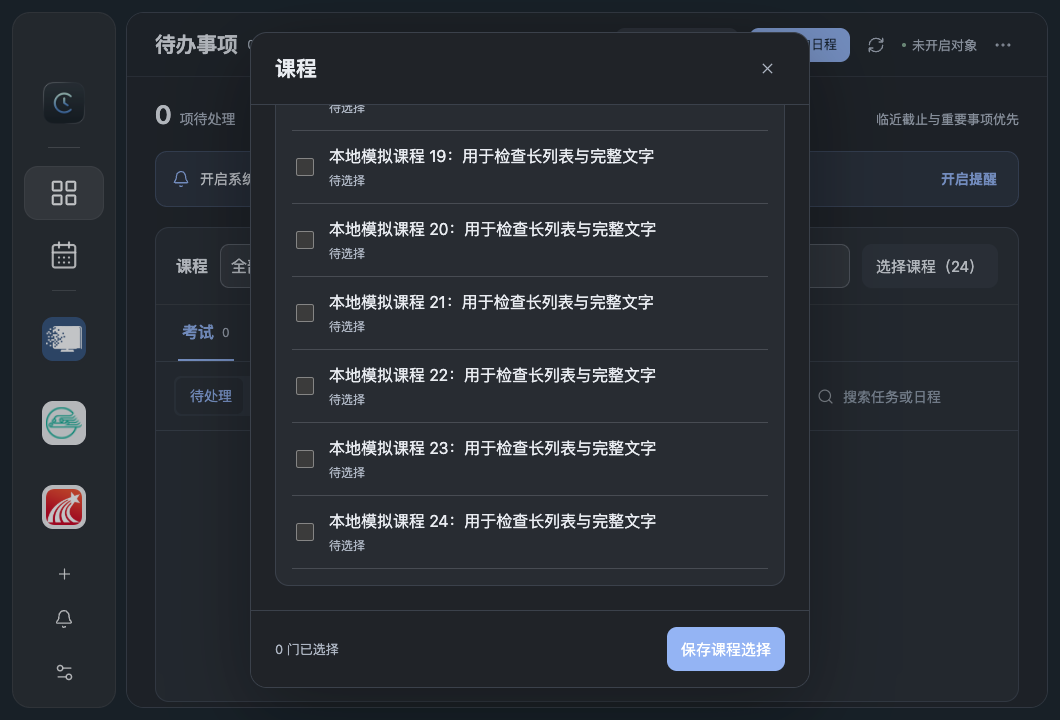 待办事项
日程
未开启对象
0 项待处理
临近截止与重要事项优先
开启系统
开启提醒
课程
全部
选择课程（24）
考试 0
待处理
搜索任务或日程
课程
待选择
本地模拟课程 19：用于检查长列表与完整文字
待选择
本地模拟课程 20：用于检查长列表与完整文字
待选择
本地模拟课程 21：用于检查长列表与完整文字
待选择
本地模拟课程 22：用于检查长列表与完整文字
待选择
本地模拟课程 23：用于检查长列表与完整文字
待选择
本地模拟课程 24：用于检查长列表与完整文字
待选择
0 门已选择
保存课程选择